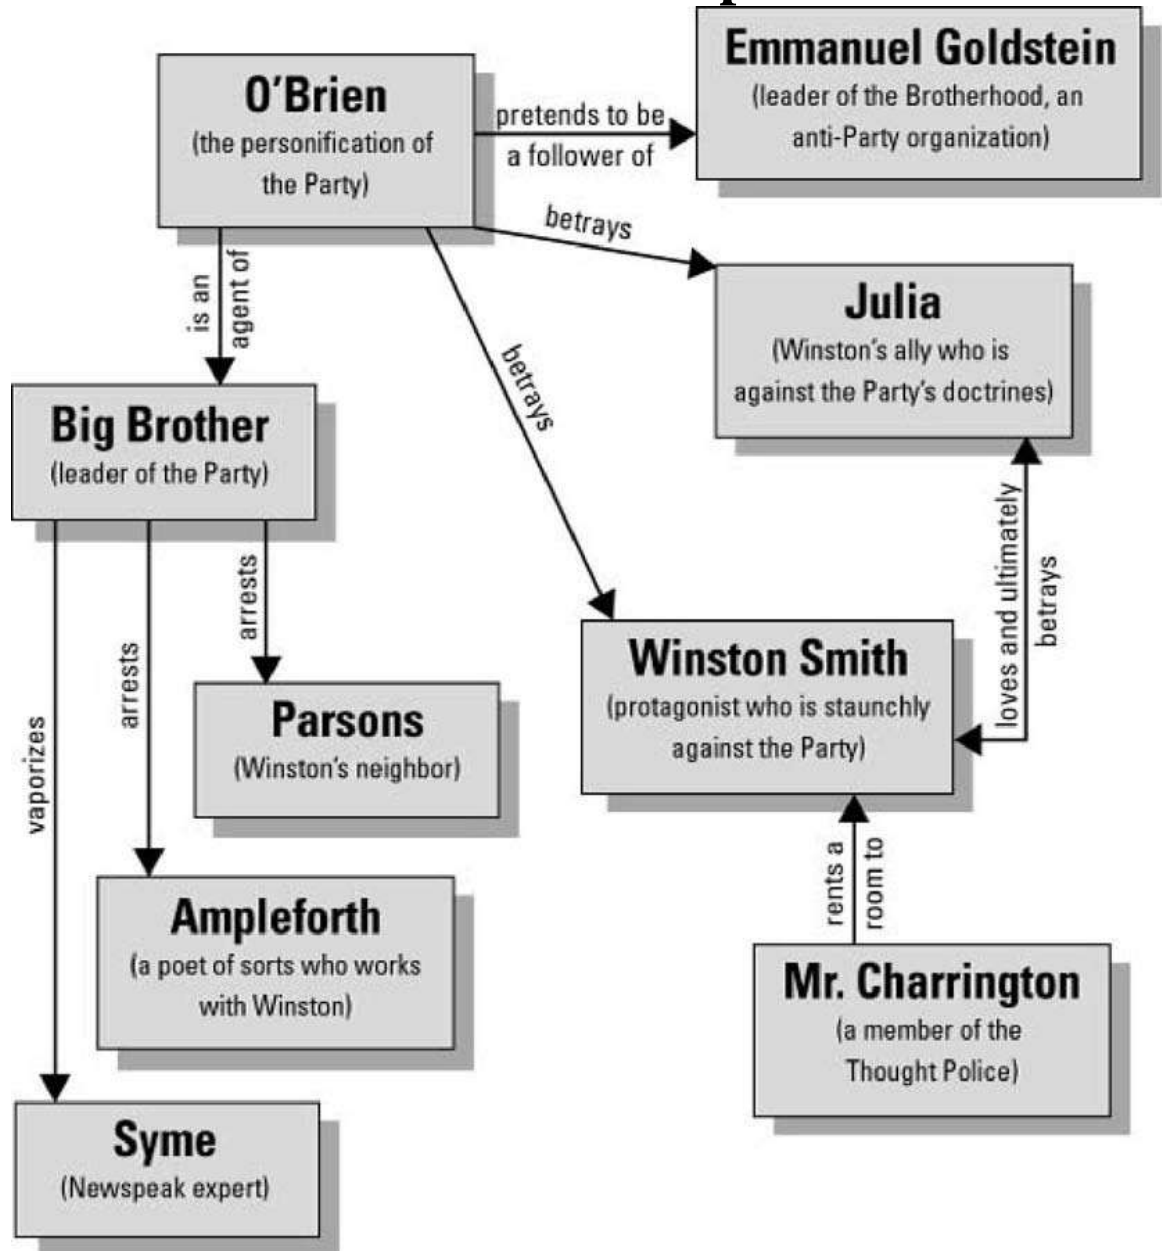 O'Brien
(the personification of
the Party)
pretends to be
a follower of
Emmanuel Goldstein
(leader of the Brotherhood, an
anti-Party organization)
betrays
Julia
(Winston's ally who is
against the Party's doctrines)
is an
agent of
betrays
Big Brother
(leader of the Party)
loves and ultimately
betrays
arrests
arrests
vaporizes
Winston Smith
(protagonist who is staunchly
against the Party)
Parsons
(Winston's neighbor)
rents a
room to
Ampleforth
(a poet of sorts who works
with Winston)
Mr. Charrington
(a member of the
Thought Police)
Syme
(Newspeak expert)